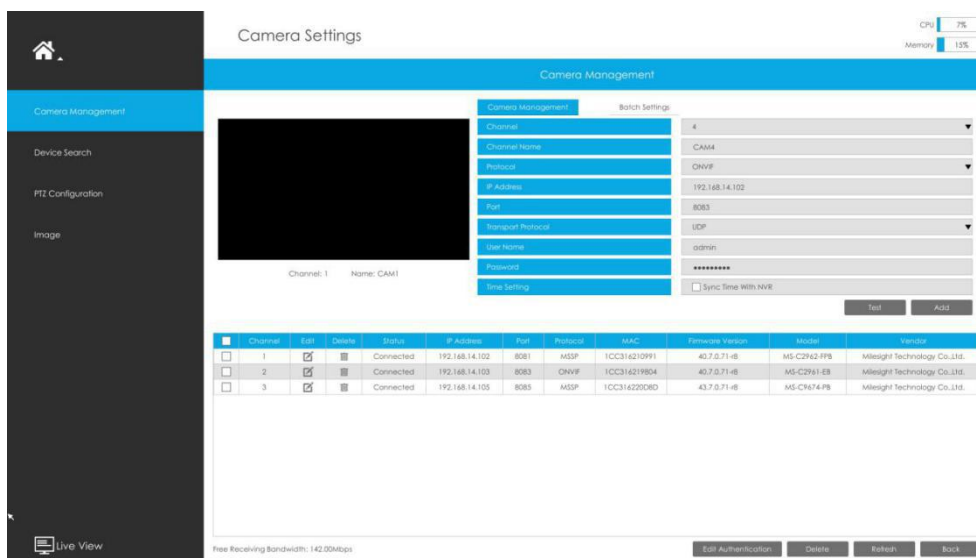 Camera Settings
CPU 7%
Memory 15%
Camera Management
Camera Management
Device Search
PTZ Configuration
Image
Live View
Camera Management Batch Settings
Channel 4
Channel Name CAM4
Protocol ONVIF
IP Address 192.168.14.102
Port 8083
Transport Protocol UDP
User Name admin
Password •••••••••
Time Setting Sync Time With NVR
Channel: 1 Name: CAM1
Test Add
Channel Edit Delete Status IP Address Port Protocol MAC Firmware Version Model Vendor
1 Connected 192.168.14.102 8081 MSSP 1CC316210991 40.7.0.71-r8 MS-C2962-FPB Milesight Technology Co.,Ltd.
2 Connected 192.168.14.103 8083 ONVIF 1CC316219804 40.7.0.71-r8 MS-C2961-EB Milesight Technology Co.,Ltd.
3 Connected 192.168.14.105 8085 MSSP 1CC316220D8D 43.7.0.71-r8 MS-C9674-PB Milesight Technology Co.,Ltd.
Free Receiving Bandwidth: 142.00Mbps
Edit Authentication Delete Refresh Back